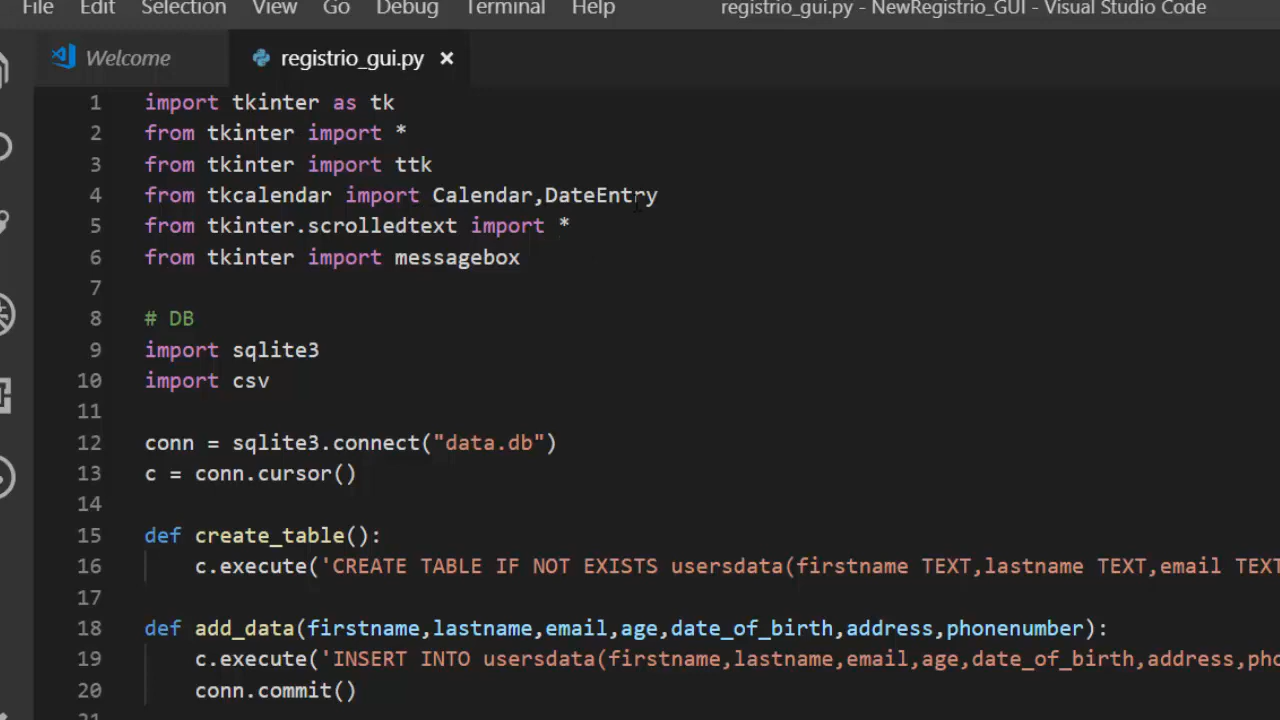 File Edit Selection View Go Debug Terminal Help registrio_gui.py - NewRegistrio_GUI - Visual Studio Code
Welcome registrio_gui.py ×
1 import tkinter as tk
2 from tkinter import *
3 from tkinter import ttk
4 from tkcalendar import Calendar,DateEntry
5 from tkinter.scrolledtext import *
6 from tkinter import messagebox
7
8 # DB
9 import sqlite3
10 import csv
11
12 conn = sqlite3.connect("data.db")
13 c = conn.cursor()
14
15 def create_table():
16 c.execute('CREATE TABLE IF NOT EXISTS usersdata(firstname TEXT,lastname TEXT,email TEXT
17
18 def add_data(firstname,lastname,email,age,date_of_birth,address,phonenumber):
19 c.execute('INSERT INTO usersdata(firstname,lastname,email,age,date_of_birth,address,pho
20 conn.commit()
21